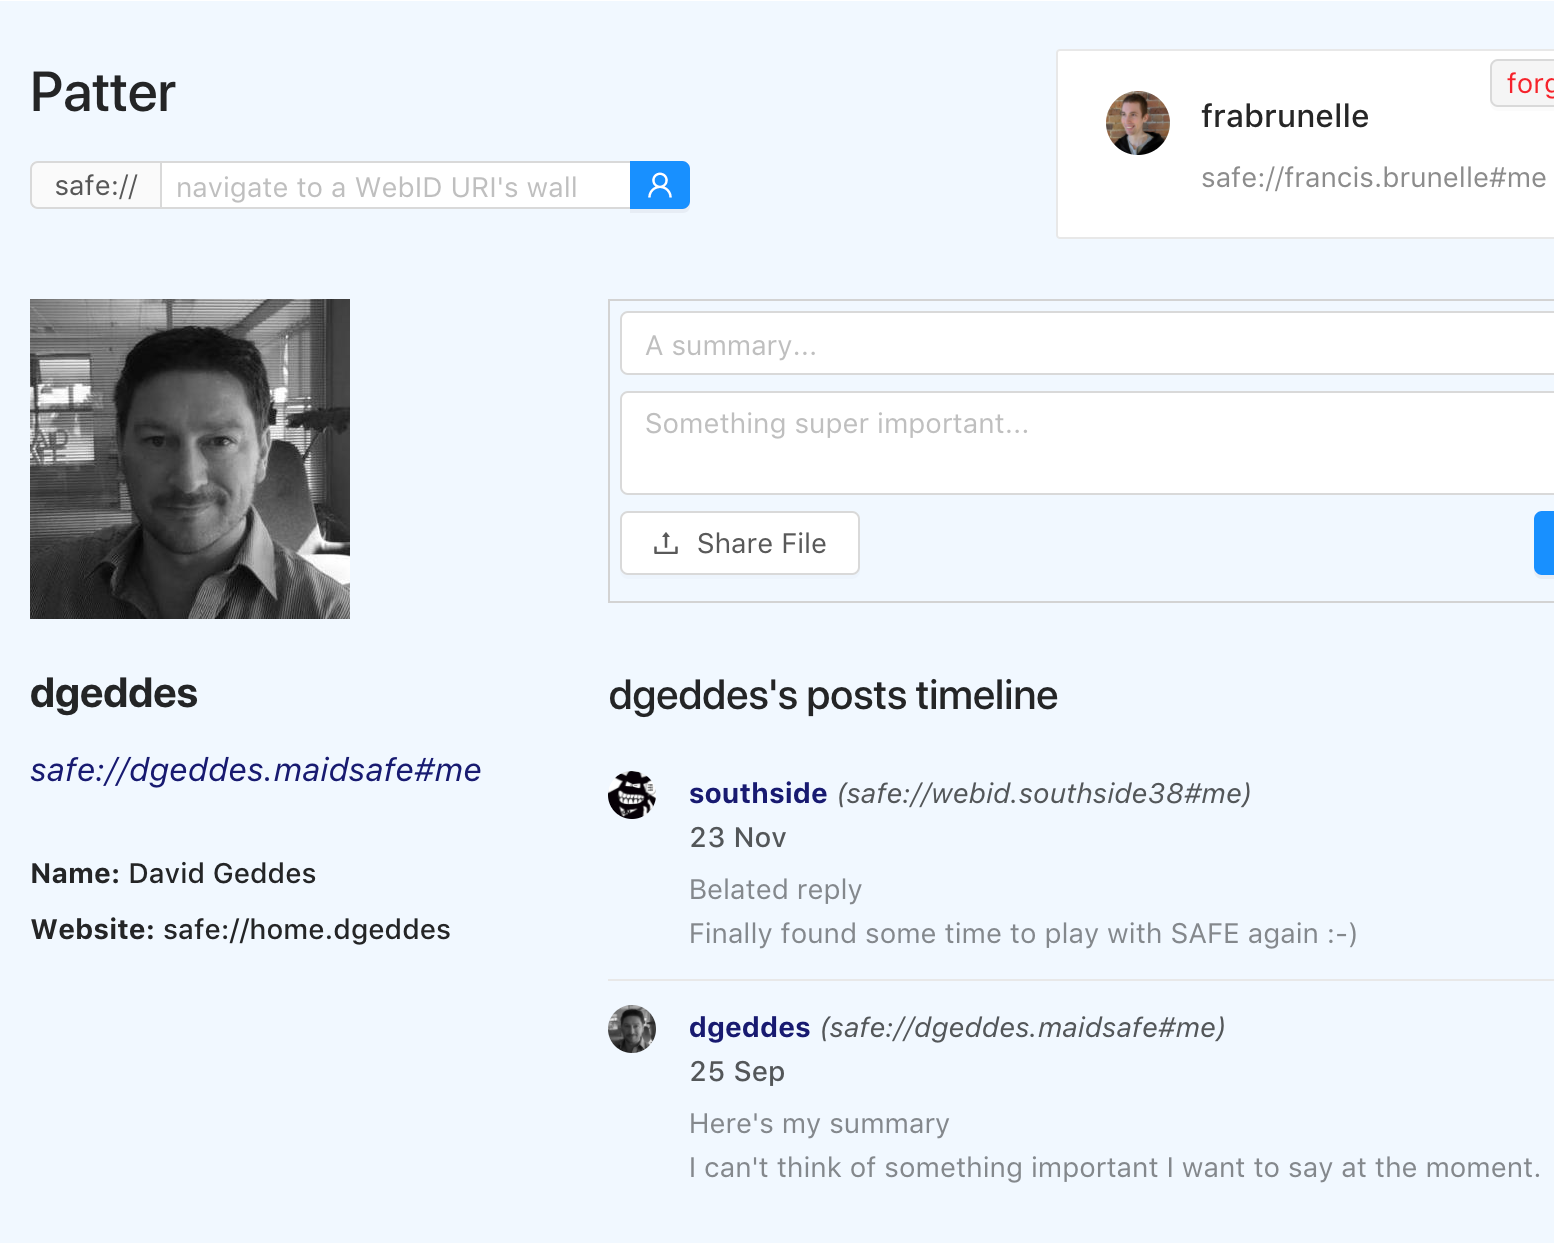 Patter
forg
frabrunelle
safe://francis.brunelle#me
safe://
navigate to a WebID URI's wall
A summary...
Something super important...
Share File
dgeddes
safe://dgeddes.maidsafe#me
Name: David Geddes
Website: safe://home.dgeddes
dgeddes's posts timeline
southside (safe://webid.southside38#me)
23 Nov
Belated reply
Finally found some time to play with SAFE again :-)
dgeddes (safe://dgeddes.maidsafe#me)
25 Sep
Here's my summary
I can't think of something important I want to say at the moment.